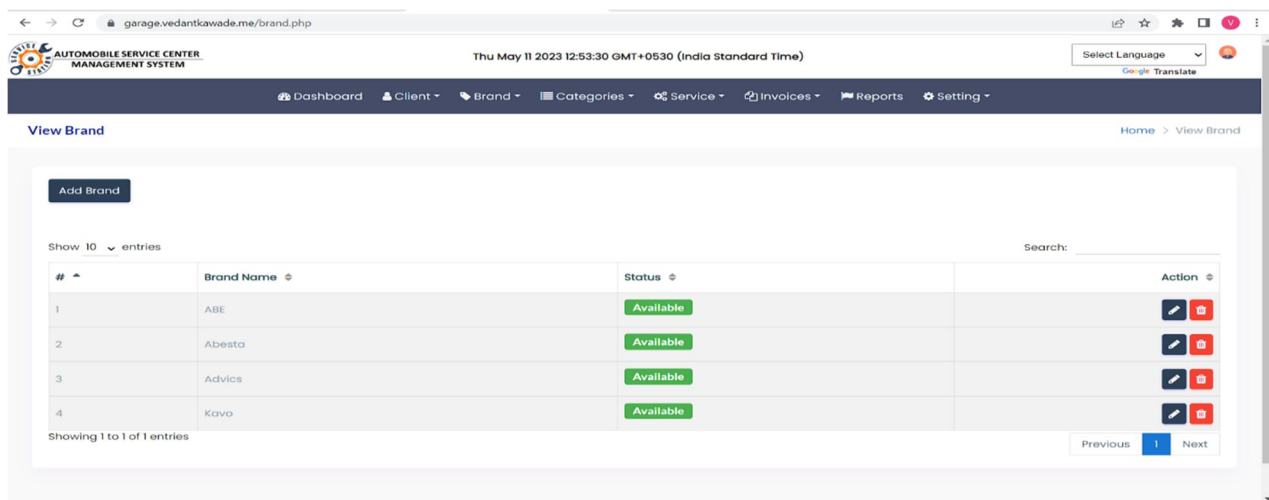 garage.vedantkawade.me/brand.php
V
SERVICE
STATION
AUTOMOBILE SERVICE CENTER
MANAGEMENT SYSTEM
Thu May 11 2023 12:53:30 GMT+0530 (India Standard Time)
Select Language
Google Translate
Dashboard Client Brand Categories Service Invoices Reports Setting
View Brand
Home > View Brand
Add Brand
Show 10 entries
Search:
# Brand Name Status Action
1 ABE Available
2 Abesta Available
3 Advics Available
4 Kavo Available
Showing 1 to 1 of 1 entries
Previous 1 Next